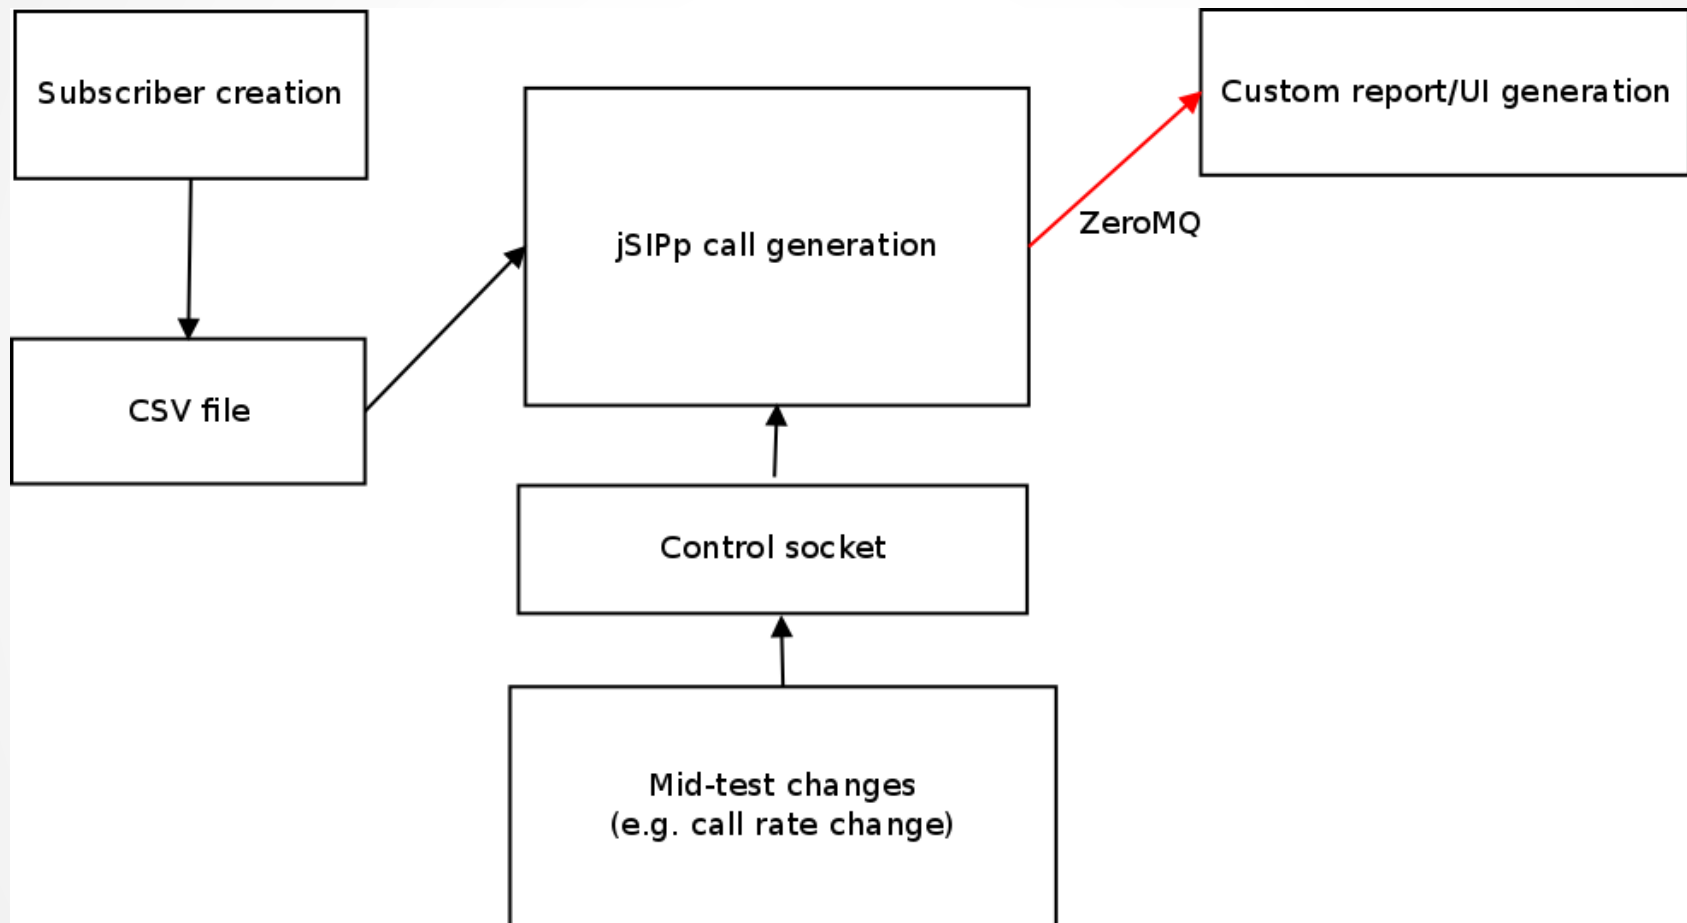 Subscriber creation
Custom report/UI generation
jSIPp call generation
ZeroMQ
CSV file
Control socket
Mid-test changes
(e.g. call rate change)